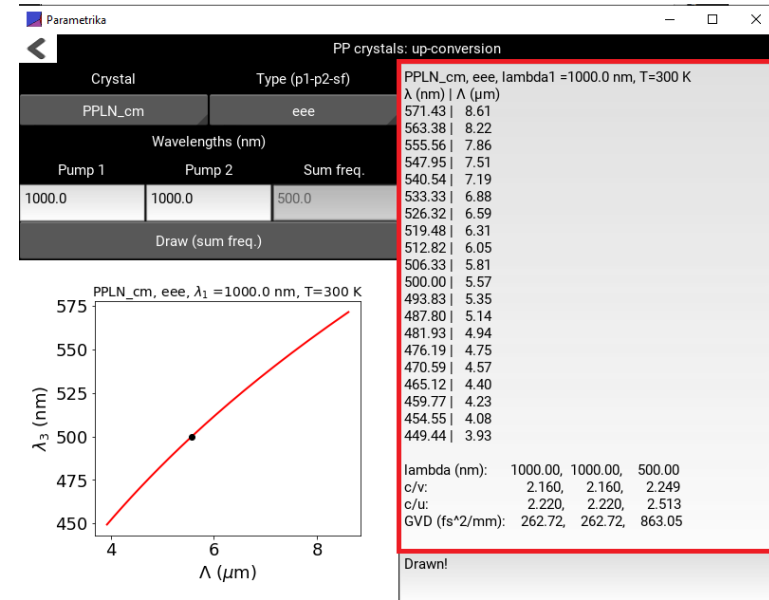 Parametrika
PP crystals: up-conversion
Crystal Type (p1-p2-sf)
PPLN_cm eee
Wavelengths (nm)
Pump 1 Pump 2 Sum freq.
1000.0 1000.0 500.0
Draw (sum freq.)
PPLN_cm, eee, λ₁ =1000.0 nm, T=300 K
575
550
525
500
475
450
λ₃ (nm)
4 6 8
Λ (μm)
PPLN_cm, eee, lambda1 =1000.0 nm, T=300 K
λ (nm) | Λ (μm)
571.43 | 8.61
563.38 | 8.22
555.56 | 7.86
547.95 | 7.51
540.54 | 7.19
533.33 | 6.88
526.32 | 6.59
519.48 | 6.31
512.82 | 6.05
506.33 | 5.81
500.00 | 5.57
493.83 | 5.35
487.80 | 5.14
481.93 | 4.94
476.19 | 4.75
470.59 | 4.57
465.12 | 4.40
459.77 | 4.23
454.55 | 4.08
449.44 | 3.93
lambda (nm): 1000.00, 1000.00, 500.00
c/v: 2.160, 2.160, 2.249
c/u: 2.220, 2.220, 2.513
GVD (fs^2/mm): 262.72, 262.72, 863.05
Drawn!